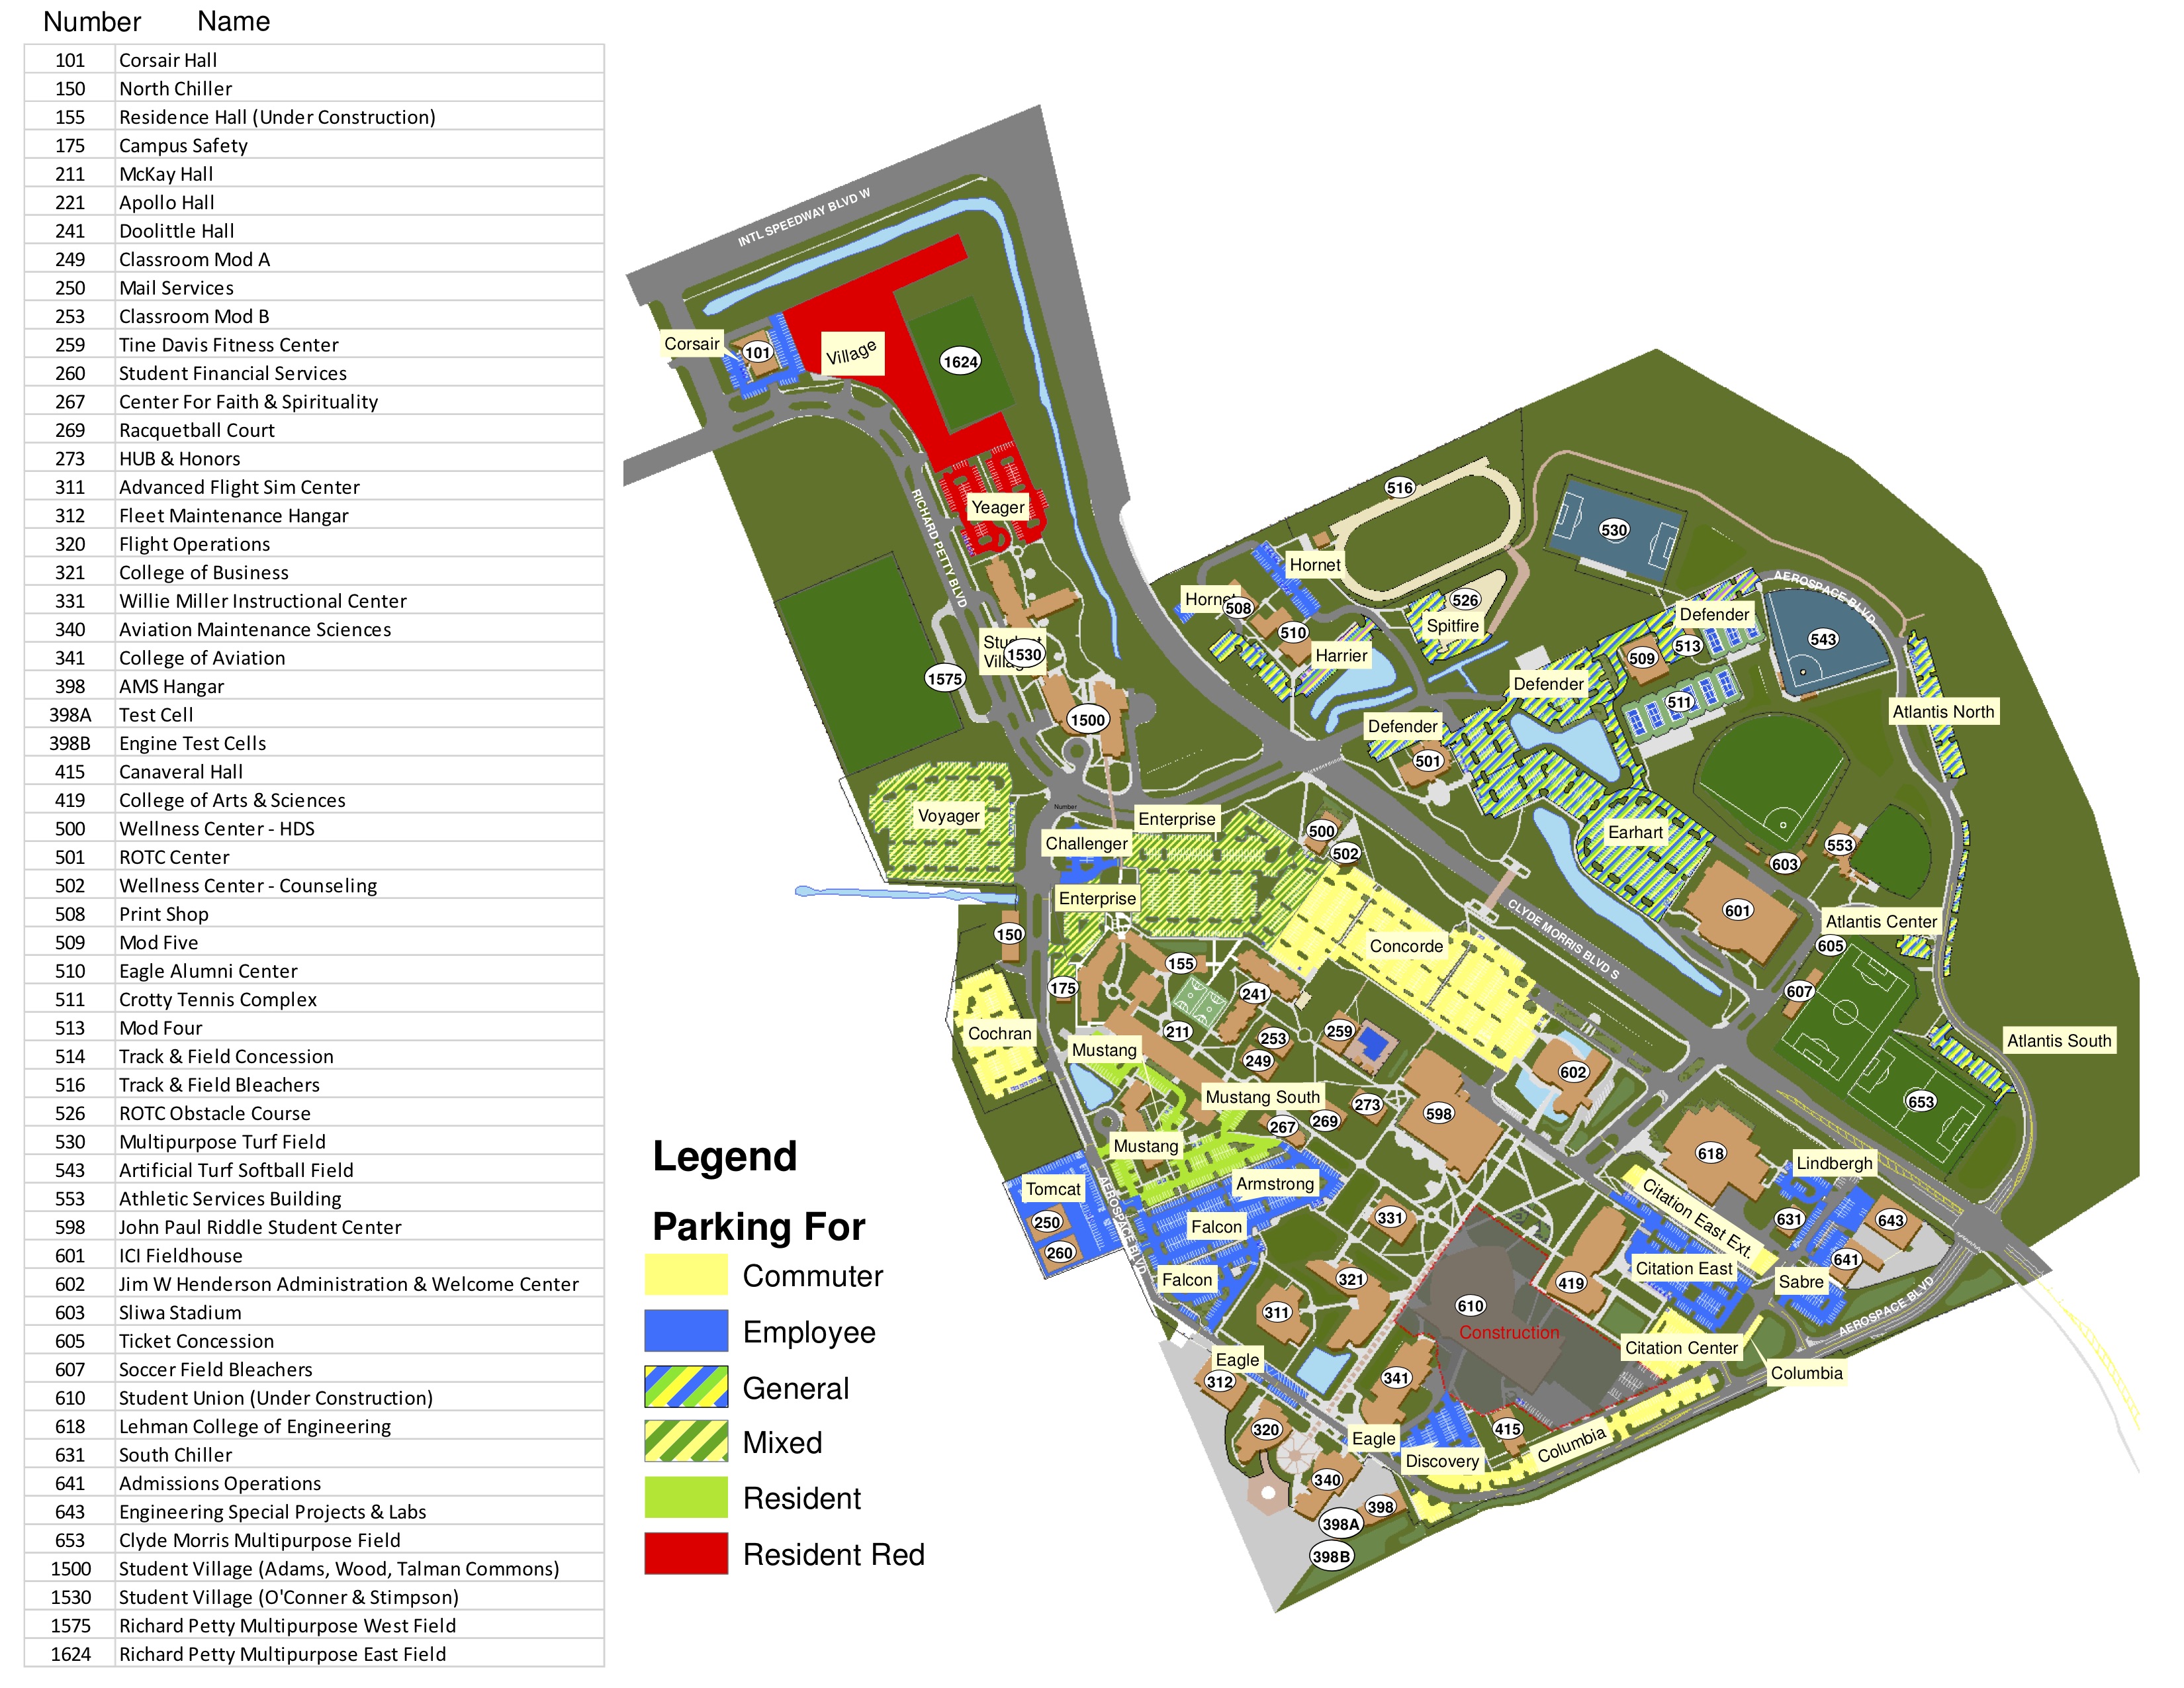 Number Name
101 Corsair Hall
150 North Chiller
155 Residence Hall (Under Construction)
175 Campus Safety
211 McKay Hall
221 Apollo Hall
241 Doolittle Hall
249 Classroom Mod A
250 Mail Services
253 Classroom Mod B
259 Tine Davis Fitness Center
260 Student Financial Services
267 Center For Faith & Spirituality
269 Racquetball Court
273 HUB & Honors
311 Advanced Flight Sim Center
312 Fleet Maintenance Hangar
320 Flight Operations
321 College of Business
331 Willie Miller Instructional Center
340 Aviation Maintenance Sciences
341 College of Aviation
398 AMS Hangar
398A Test Cell
398B Engine Test Cells
415 Canaveral Hall
419 College of Arts & Sciences
500 Wellness Center - HDS
501 ROTC Center
502 Wellness Center - Counseling
508 Print Shop
509 Mod Five
510 Eagle Alumni Center
511 Crotty Tennis Complex
513 Mod Four
514 Track & Field Concession
516 Track & Field Bleachers
526 ROTC Obstacle Course
530 Multipurpose Turf Field
543 Artificial Turf Softball Field
553 Athletic Services Building
598 John Paul Riddle Student Center
601 ICI Fieldhouse
602 Jim W Henderson Administration & Welcome Center
603 Sliwa Stadium
605 Ticket Concession
607 Soccer Field Bleachers
610 Student Union (Under Construction)
618 Lehman College of Engineering
631 South Chiller
641 Admissions Operations
643 Engineering Special Projects & Labs
653 Clyde Morris Multipurpose Field
1500 Student Village (Adams, Wood, Talman Commons)
1530 Student Village (O'Conner & Stimpson)
1575 Richard Petty Multipurpose West Field
1624 Richard Petty Multipurpose East Field
Legend
Parking For
Commuter
Employee
General
Mixed
Resident
Resident Red
INTL SPEEDWAY BLVD W
Corsair
101
Village
1624
Yeager
RICHARD PETTY BLVD
Student
Village
1530
1575
1500
516
530
Hornet
Hornet
508
510
Harrier
526
Spitfire
AEROSPACE BLVD
Defender
513
509
543
Defender
511
Atlantis North
Defender
501
Voyager
Number
Enterprise
Challenger
Enterprise
500
502
Earhart
603
553
601
Atlantis Center
605
CLYDE MORRIS BLVD S
Concorde
150
155
175
241
607
Cochran
211
253
249
259
Atlantis South
Mustang
602
653
Mustang South
273
598
269
267
Mustang
618
Lindbergh
Tomcat
Armstrong
250
260
Falcon
AEROSPACE BLVD
331
Citation East Ext.
631
643
641
Falcon
321
419
Citation East
Sabre
311
610
Construction
AEROSPACE BLVD
Citation Center
Columbia
Eagle
312
341
320
Eagle
415
Columbia
Discovery
340
398
398A
398B